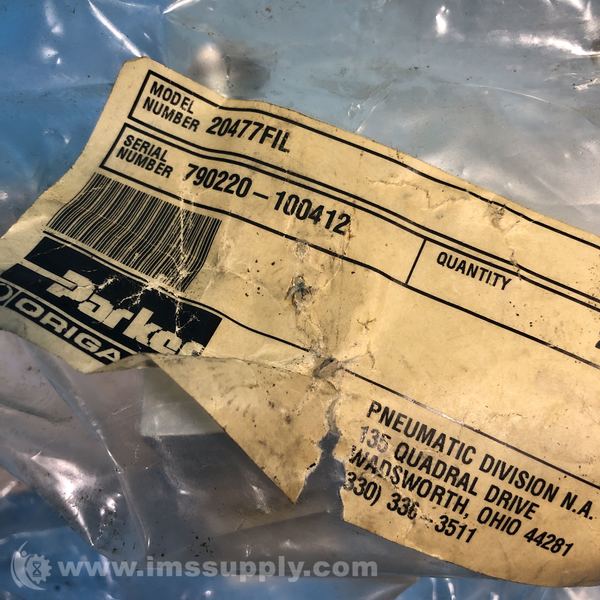 MODEL
NUMBER 20477FIL
SERIAL
NUMBER 790220-100412
QUANTITY
Parker
ORIGA
PNEUMATIC DIVISION N.A.
135 QUADRAL DRIVE
WADSWORTH, OHIO 44281
330) 336-3511
www.imssupply.com